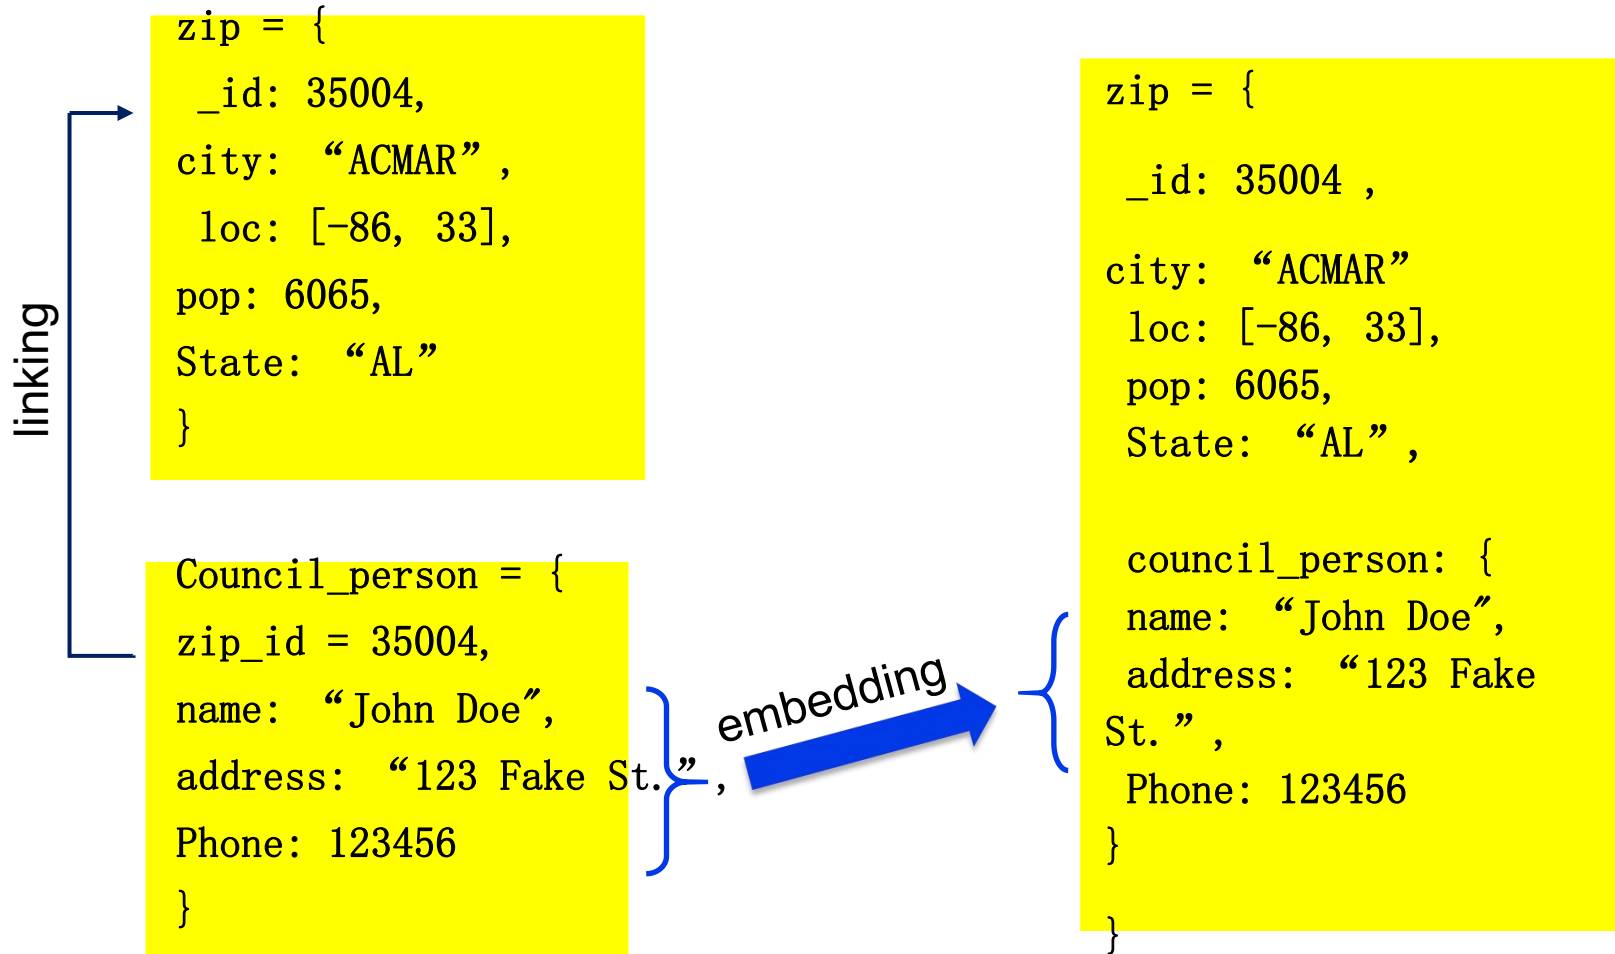 linking
zip = {
_id: 35004,
city: “ACMAR”,
loc: [-86, 33],
pop: 6065,
State: “AL”
}
Council_person = {
zip_id = 35004,
name: “John Doe",
address: “123 Fake St.”,
Phone: 123456
}
embedding
zip = {
_id: 35004 ,
city: “ACMAR”
loc: [-86, 33],
pop: 6065,
State: “AL”,
council_person: {
name: “John Doe",
address: “123 Fake
St.”,
Phone: 123456
}
}